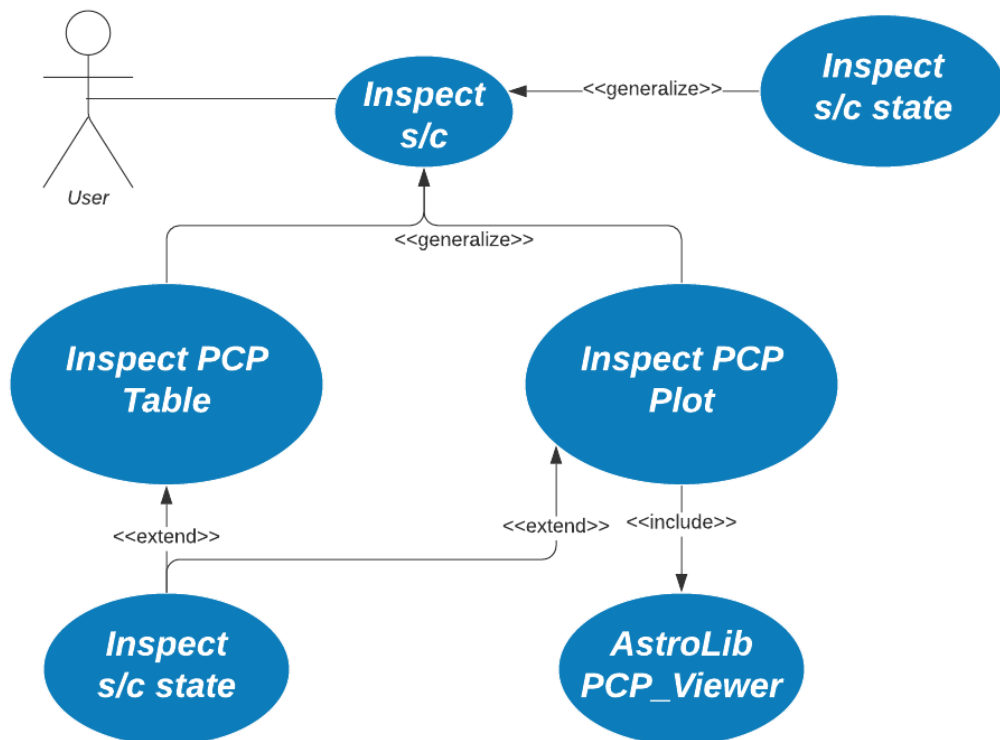 Inspect
s/c
<<generalize>>
Inspect
s/c state
User
<<generalize>>
Inspect PCP
Table
Inspect PCP
Plot
<<extend>>
<<extend>>
<<include>>
Inspect
s/c state
AstroLib
PCP_Viewer